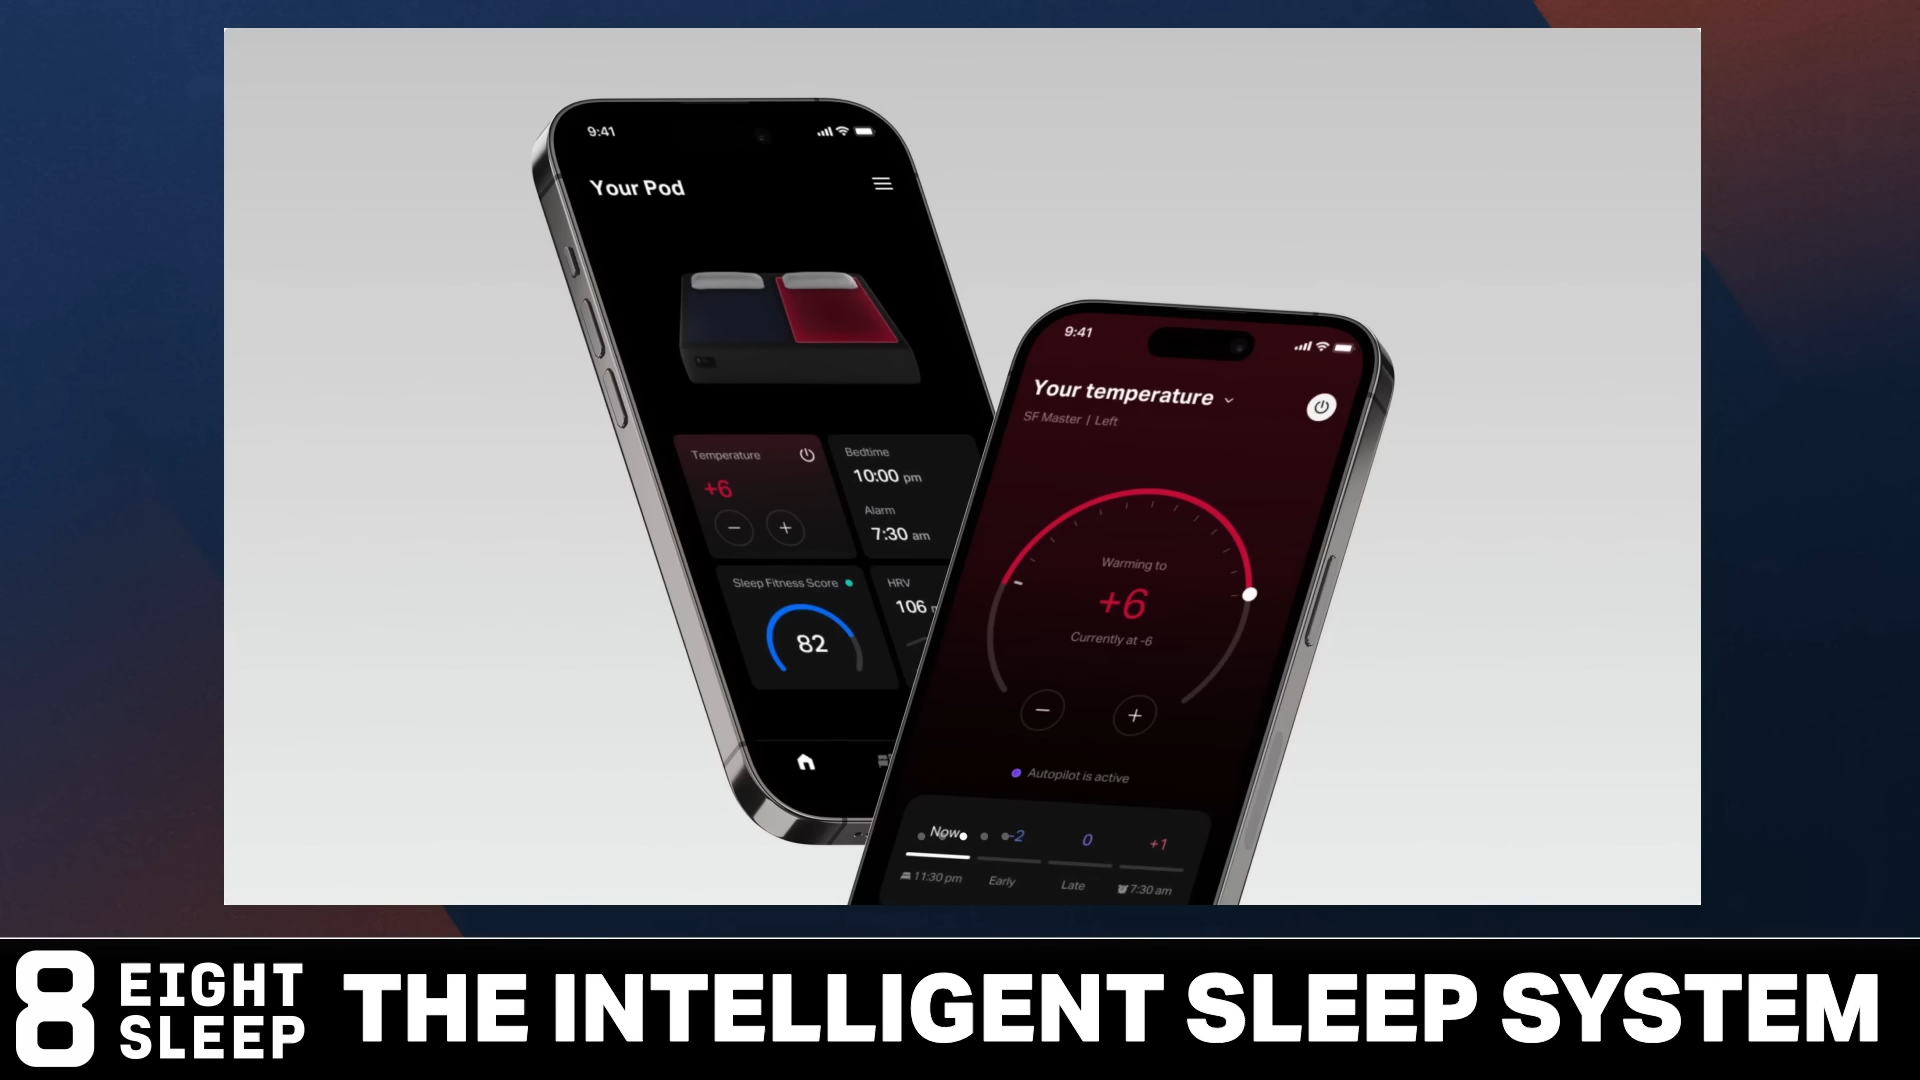 9:41
Your Pod
Temperature
+6
Bedtime
10:00 pm
Alarm
7:30 am
Sleep Fitness Score
82
HRV
106
9:41
Your temperature
SF Master | Left
Warming to
+6
Currently at -6
Autopilot is active
Now -2 0 +1
11:30 pm Early Late 7:30 am
8 EIGHT SLEEP
THE INTELLIGENT SLEEP SYSTEM